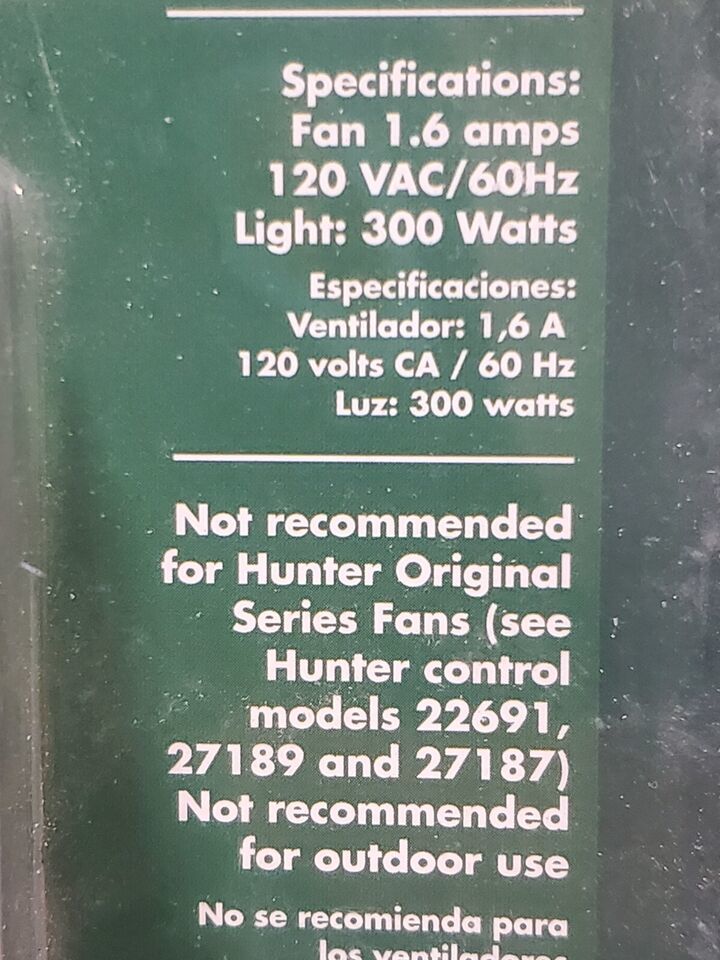 Specifications:
Fan 1.6 amps
120 VAC/60Hz
Light: 300 Watts
Especificaciones:
Ventilador: 1,6 A
120 volts CA / 60 Hz
Luz: 300 watts
Not recommended
for Hunter Original
Series Fans (see
Hunter control
models 22691,
27189 and 27187)
Not recommended
for outdoor use
No se recomienda para
los ventiladores